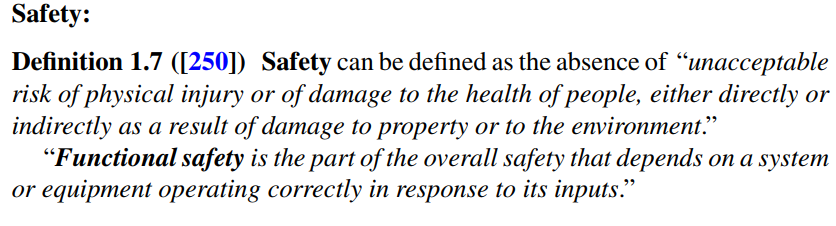 Safety:
Definition 1.7 ([250]) Safety can be defined as the absence of “unacceptable
risk of physical injury or of damage to the health of people, either directly or
indirectly as a result of damage to property or to the environment.”
“Functional safety is the part of the overall safety that depends on a system
or equipment operating correctly in response to its inputs.”